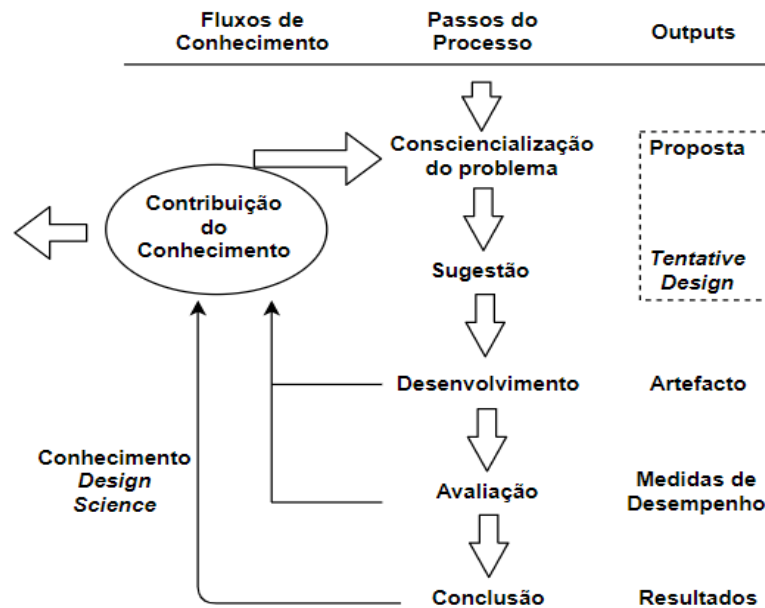 Fluxos de
Conhecimento
Passos do
Processo
Outputs
Consciencialização
do problema
Proposta
Contribuição
do
Conhecimento
Sugestão
Tentative
Design
Desenvolvimento
Artefacto
Conhecimento
Design
Science
Avaliação
Medidas de
Desempenho
Conclusão
Resultados